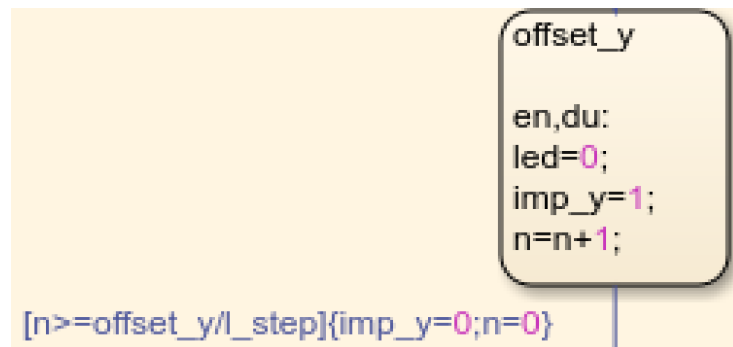 offset_y
en,du:
led=0;
imp_y=1;
n=n+1;
[n>=offset_y/l_step]{imp_y=0;n=0}